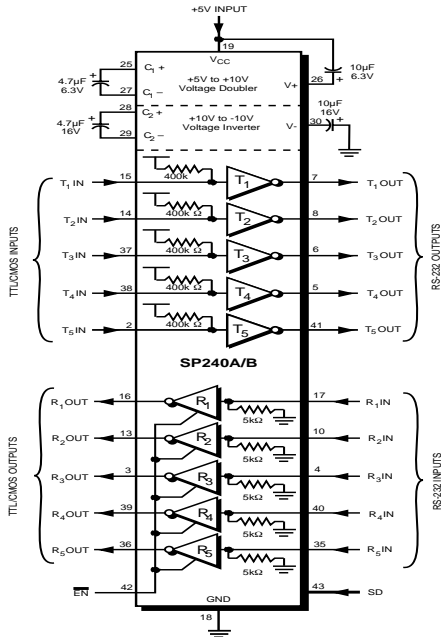 +5V INPUT
19
VCC
25 C1 +
4.7µF +
6.3V
27 C1 –
+5V to +10V
Voltage Doubler
V+ 26
10µF
6.3V +
28 C2 +
4.7µF +
16V
29 C2 –
+10V to -10V
Voltage Inverter
V- 30
10µF
16V +
TTL/CMOS INPUTS
T1 IN 15 400k T1 7 T1 OUT
T2 IN 14 400k Ω T2 8 T2 OUT
T3 IN 37 400k Ω T3 6 T3 OUT
T4 IN 38 400k Ω T4 5 T4 OUT
T5 IN 2 400k Ω T5 41 T5 OUT
RS-232 OUTPUTS
SP240A/B
TTL/CMOS OUTPUTS
R1 OUT 16 R1 5kΩ 17 R1 IN
R2 OUT 13 R2 5kΩ 10 R2 IN
R3 OUT 3 R3 5kΩ 4 R3 IN
R4 OUT 39 R4 5kΩ 40 R4 IN
R5 OUT 36 R5 5kΩ 35 R5 IN
RS-232 INPUTS
EN 42
43 SD
GND
18